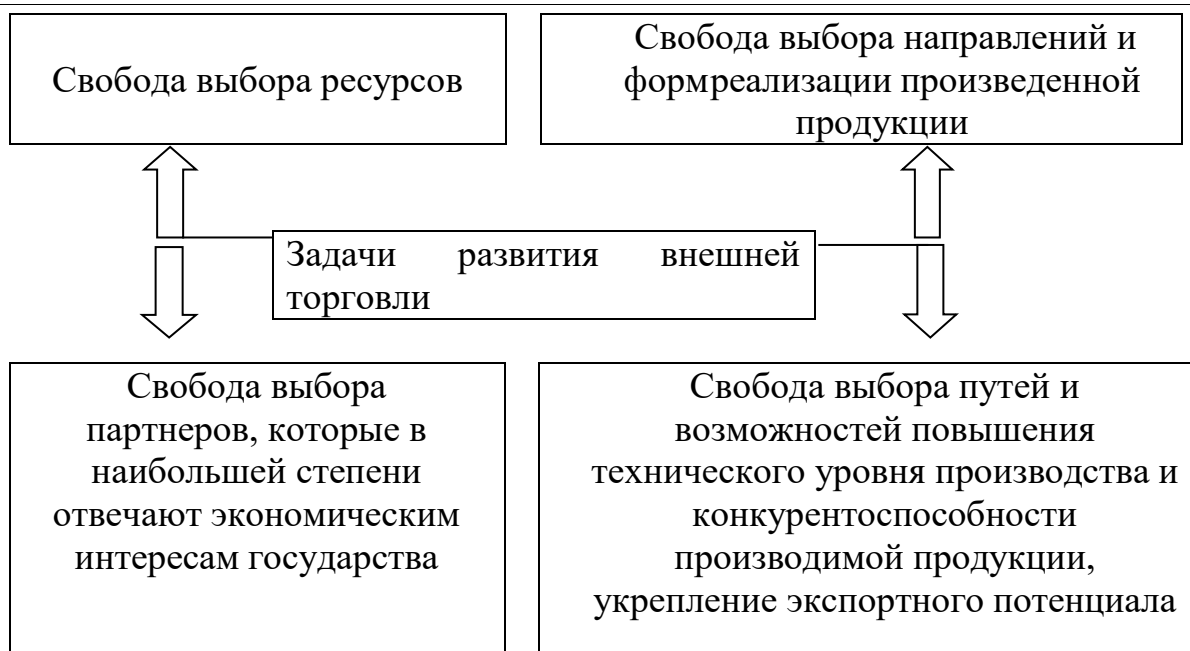 Свобода выбора ресурсов
Свобода выбора направлений и
формреализации произведенной
продукции
Задачи развития внешней
торговли
Свобода выбора
партнеров, которые в
наибольшей степени
отвечают экономическим
интересам государства
Свобода выбора путей и
возможностей повышения
технического уровня производства и
конкурентоспособности
производимой продукции,
укрепление экспортного потенциала